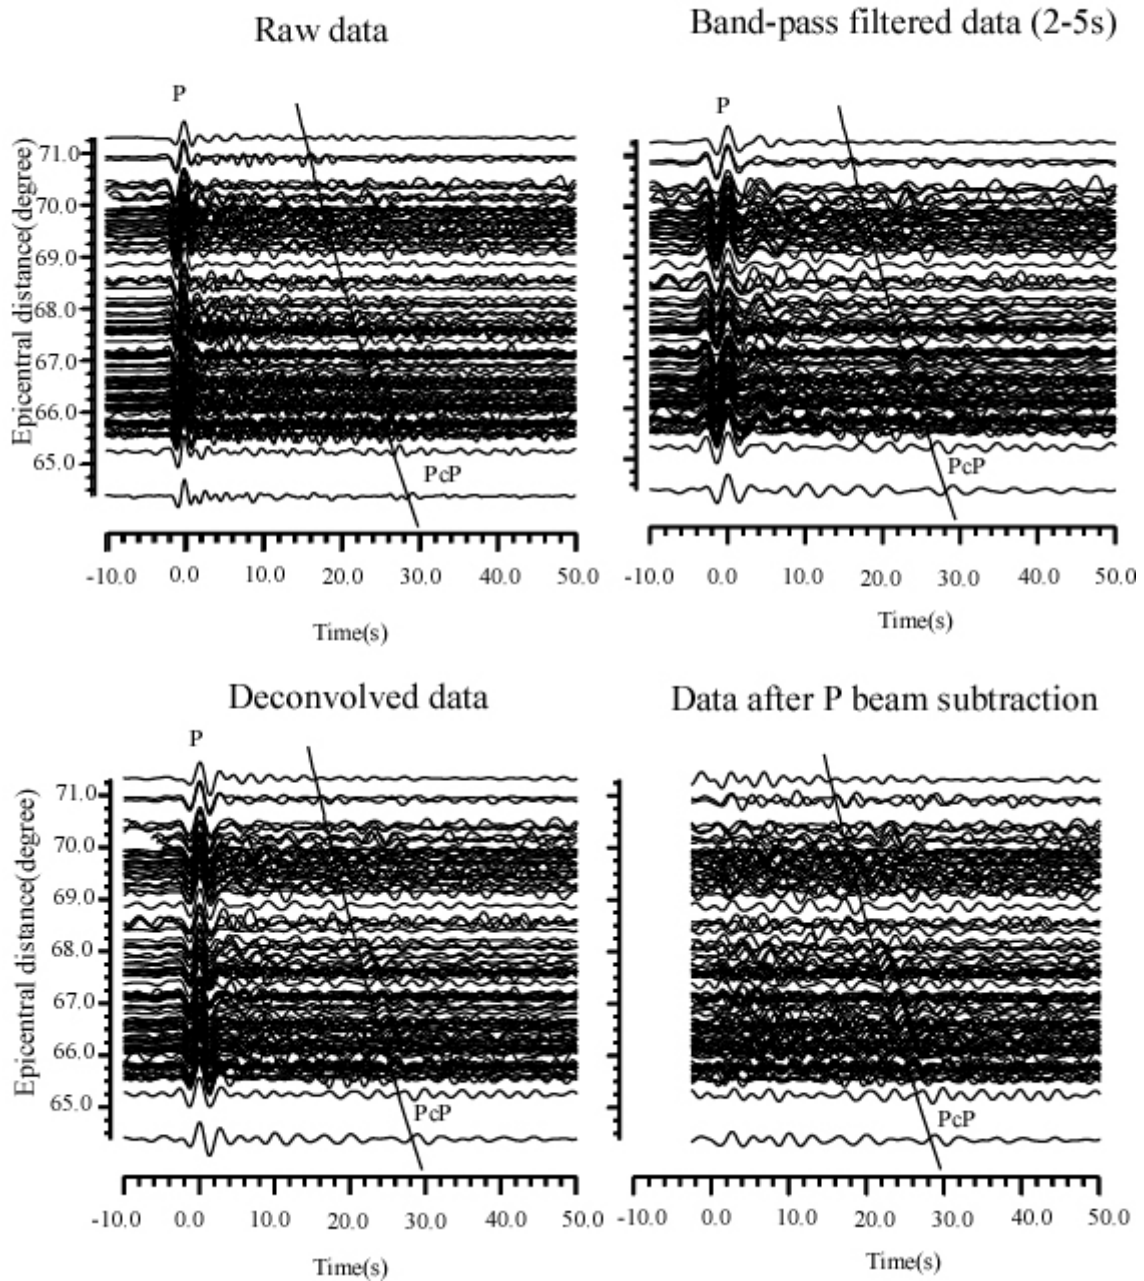 Raw data
Band-pass filtered data (2-5s)
P
P
Epicentral distance(degree)
71.0
70.0
69.0
68.0
67.0
66.0
65.0
PcP
PcP
-10.0 0.0 10.0 20.0 30.0 40.0 50.0
-10.0 0.0 10.0 20.0 30.0 40.0 50.0
Time(s)
Time(s)
Deconvolved data
Data after P beam subtraction
P
Epicentral distance(degree)
71.0
70.0
69.0
68.0
67.0
66.0
65.0
PcP
PcP
-10.0 0.0 10.0 20.0 30.0 40.0 50.0
-10.0 0.0 10.0 20.0 30.0 40.0 50.0
Time(s)
Time(s)